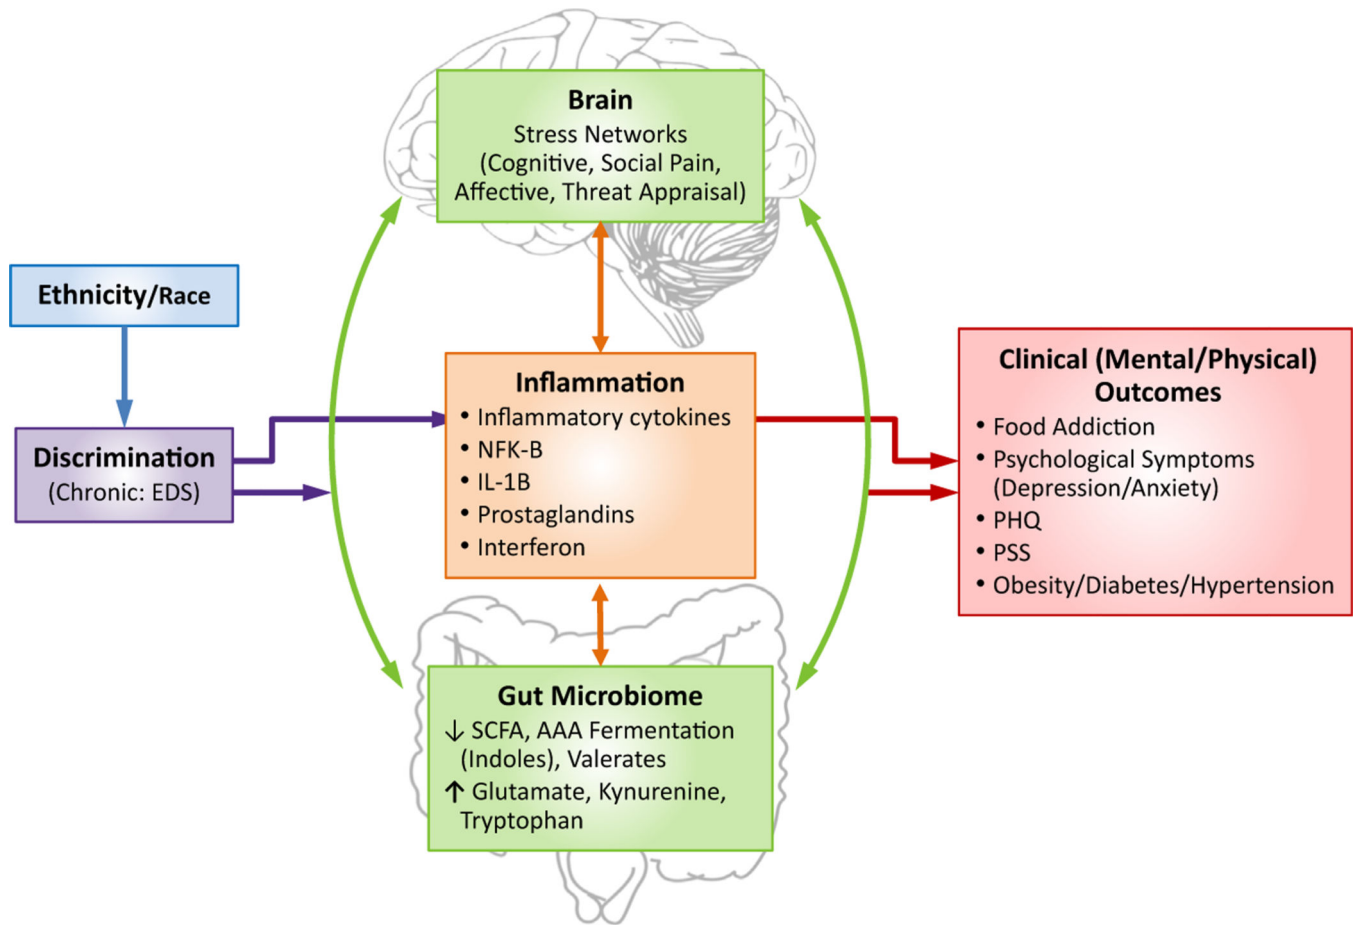 Brain
Stress Networks
(Cognitive, Social Pain,
Affective, Threat Appraisal)
Ethnicity/Race
Discrimination
(Chronic: EDS)
Inflammation
• Inflammatory cytokines
• NFK-B
• IL-1B
• Prostaglandins
• Interferon
Clinical (Mental/Physical)
Outcomes
• Food Addiction
• Psychological Symptoms
(Depression/Anxiety)
• PHQ
• PSS
• Obesity/Diabetes/Hypertension
Gut Microbiome
↓ SCFA, AAA Fermentation
(Indoles), Valerates
↑ Glutamate, Kynurenine,
Tryptophan